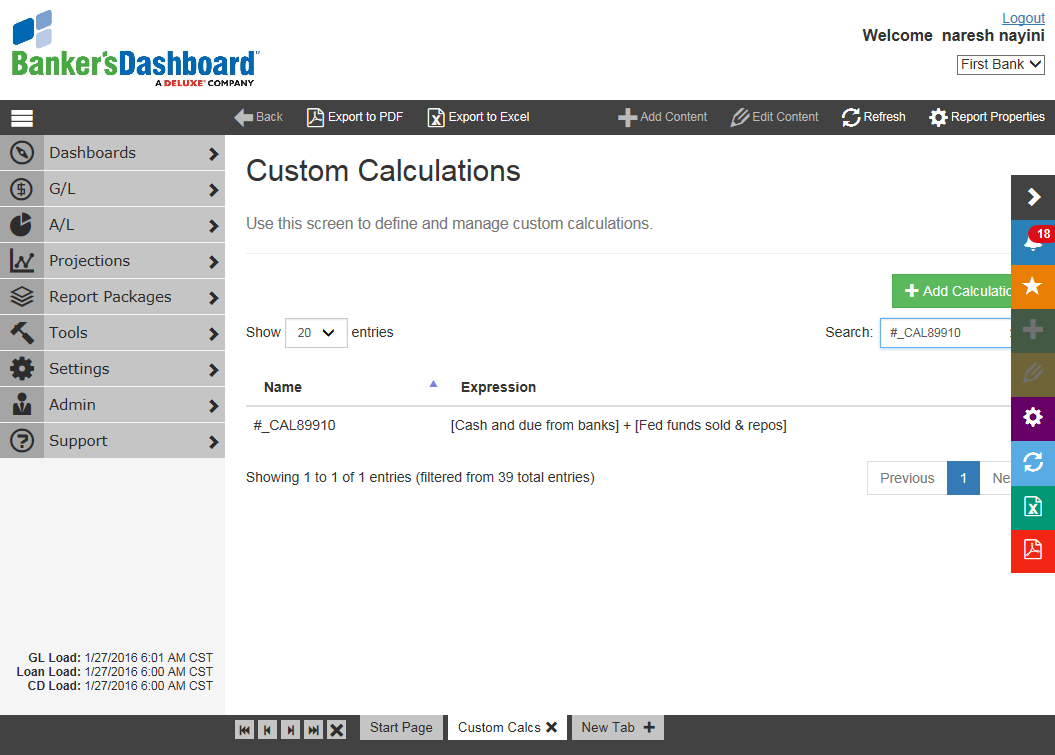 Logout
Welcome naresh nayini
First Bank
Banker'sDashboard™
A DELUXE® COMPANY
Back
Export to PDF
Export to Excel
Add Content
Edit Content
Refresh
Report Properties
Dashboards
G/L
A/L
Projections
Report Packages
Tools
Settings
Admin
Support
Custom Calculations
Use this screen to define and manage custom calculations.
18
Add Calculatio
Show 20 entries
Search: #_CAL89910
Name Expression
#_CAL89910 [Cash and due from banks] + [Fed funds sold & repos]
Showing 1 to 1 of 1 entries (filtered from 39 total entries)
Previous 1 Ne
GL Load: 1/27/2016 6:01 AM CST
Loan Load: 1/27/2016 6:00 AM CST
CD Load: 1/27/2016 6:00 AM CST
Start Page
Custom Calcs
New Tab